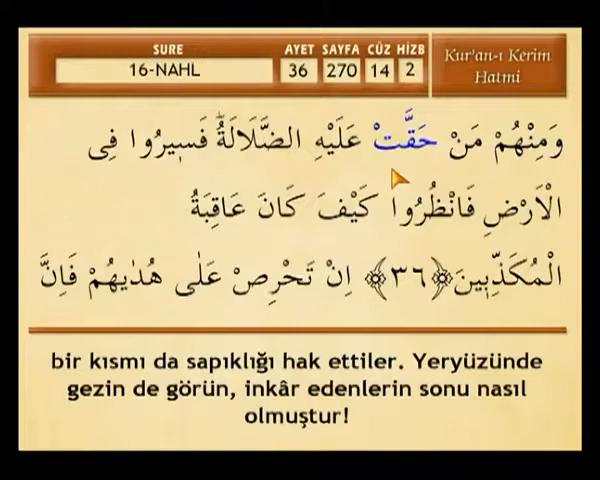 SURE AYET SAYFA CÜZ HİZB
16-NAHL 36 270 14 2
Kur'an-ı Kerim
Hatmi
وَمِنْهُمْ مَنْ حَقَّتْ عَلَيْهِ الضَّلَالَةُۜ فَس۪يرُوا فِى
الْاَرْضِ فَانْظُرُوا كَيْفَ كَانَ عَاقِبَةُ
الْمُكَذِّب۪ينَ ﴿٣٦﴾ اِنْ تَحْرِصْ عَلٰى هُدٰيهُمْ فَاِنَّ
bir kısmı da sapıklığı hak ettiler. Yeryüzünde
gezin de görün, inkâr edenlerin sonu nasıl
olmuştur!